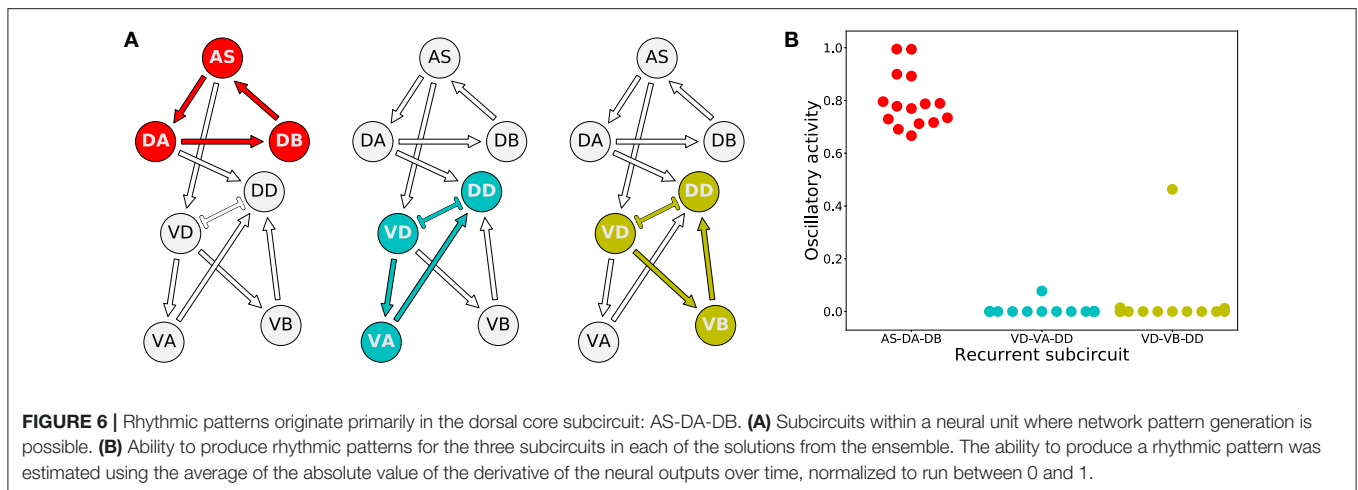 A
AS
DA
DB
DD
VD
VA
VB
AS
DA
DB
DD
VD
VA
VB
AS
DA
DB
DD
VD
VA
VB
B
Oscillatory activity
1.0
0.8
0.6
0.4
0.2
0.0
AS-DA-DB VD-VA-DD VD-VB-DD
Recurrent subcircuit
FIGURE 6 | Rhythmic patterns originate primarily in the dorsal core subcircuit: AS-DA-DB. (A) Subcircuits within a neural unit where network pattern generation is
possible. (B) Ability to produce rhythmic patterns for the three subcircuits in each of the solutions from the ensemble. The ability to produce a rhythmic pattern was
estimated using the average of the absolute value of the derivative of the neural outputs over time, normalized to run between 0 and 1.